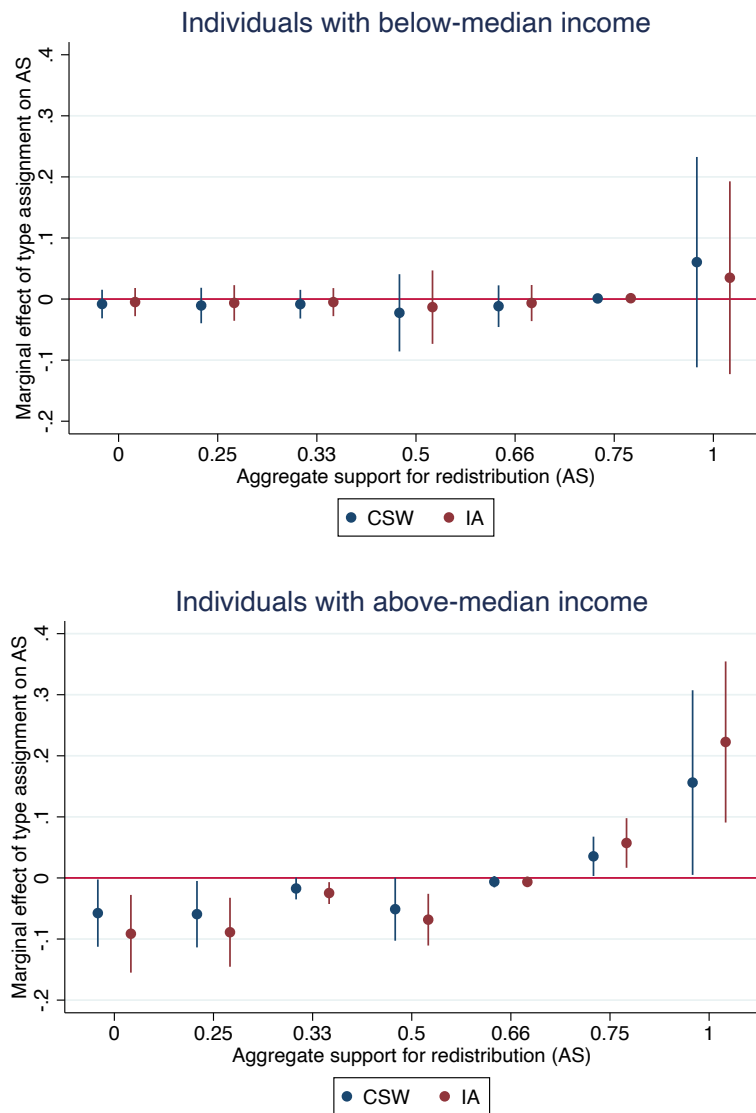 Individuals with below-median income
Marginal effect of type assignment on AS
.4
.3
.2
.1
0
-.1
-.2
0 0.25 0.33 0.5 0.66 0.75 1
Aggregate support for redistribution (AS)
CSW IA
Individuals with above-median income
Marginal effect of type assignment on AS
.4
.3
.2
.1
0
-.1
-.2
0 0.25 0.33 0.5 0.66 0.75 1
Aggregate support for redistribution (AS)
CSW IA